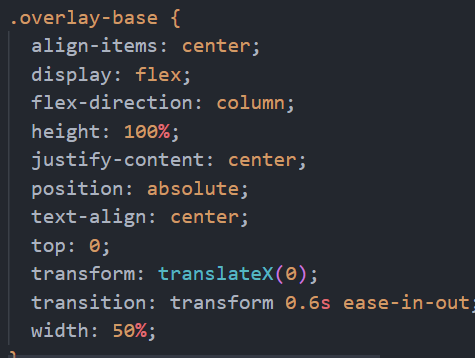 .overlay-base {
align-items: center;
display: flex;
flex-direction: column;
height: 100%;
justify-content: center;
position: absolute;
text-align: center;
top: 0;
transform: translateX(0);
transition: transform 0.6s ease-in-out;
width: 50%;
}